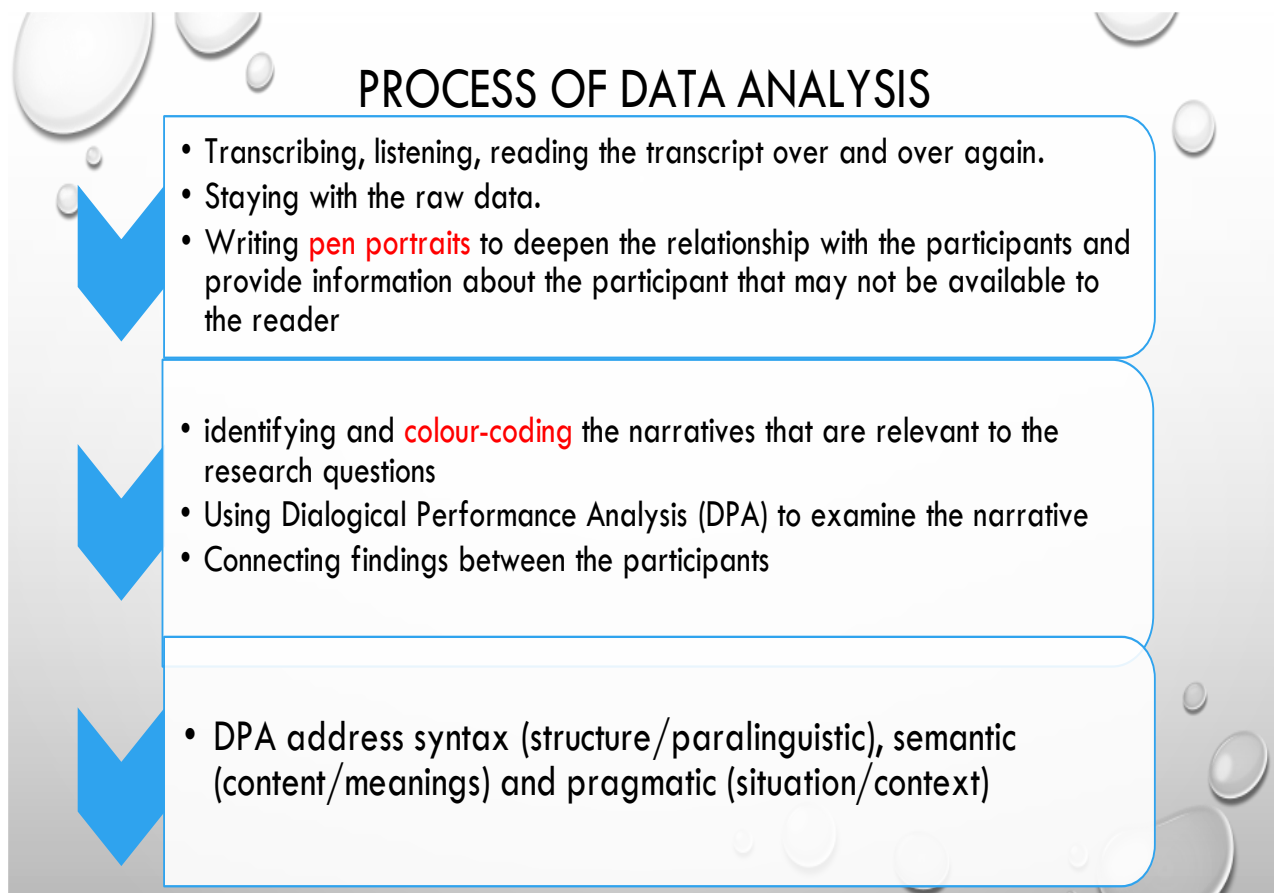 PROCESS OF DATA ANALYSIS
• Transcribing, listening, reading the transcript over and over again.
• Staying with the raw data.
• Writing pen portraits to deepen the relationship with the participants and
provide information about the participant that may not be available to
the reader
• identifying and colour-coding the narratives that are relevant to the
research questions
• Using Dialogical Performance Analysis (DPA) to examine the narrative
• Connecting findings between the participants
• DPA address syntax (structure/paralinguistic), semantic
(content/meanings) and pragmatic (situation/context)